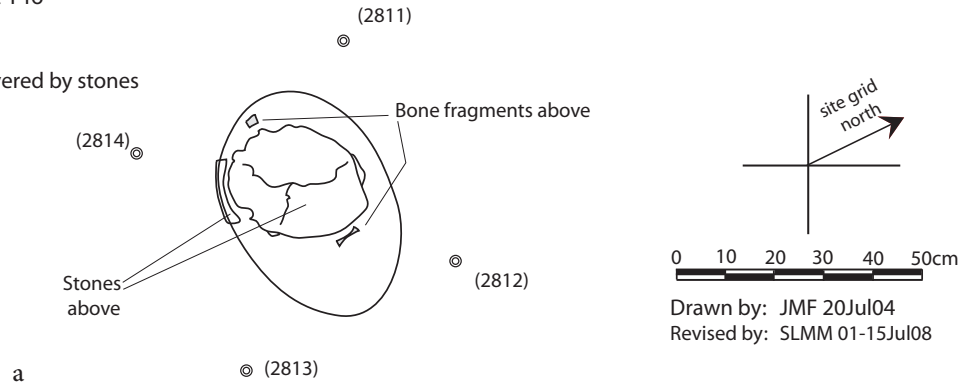 (2811)
vered by stones
Bone fragments above
(2814)
site grid
north
0 10 20 30 40 50cm
(2812)
Stones
above
Drawn by: JMF 20Jul04
Revised by: SLMM 01-15Jul08
(2813)
a